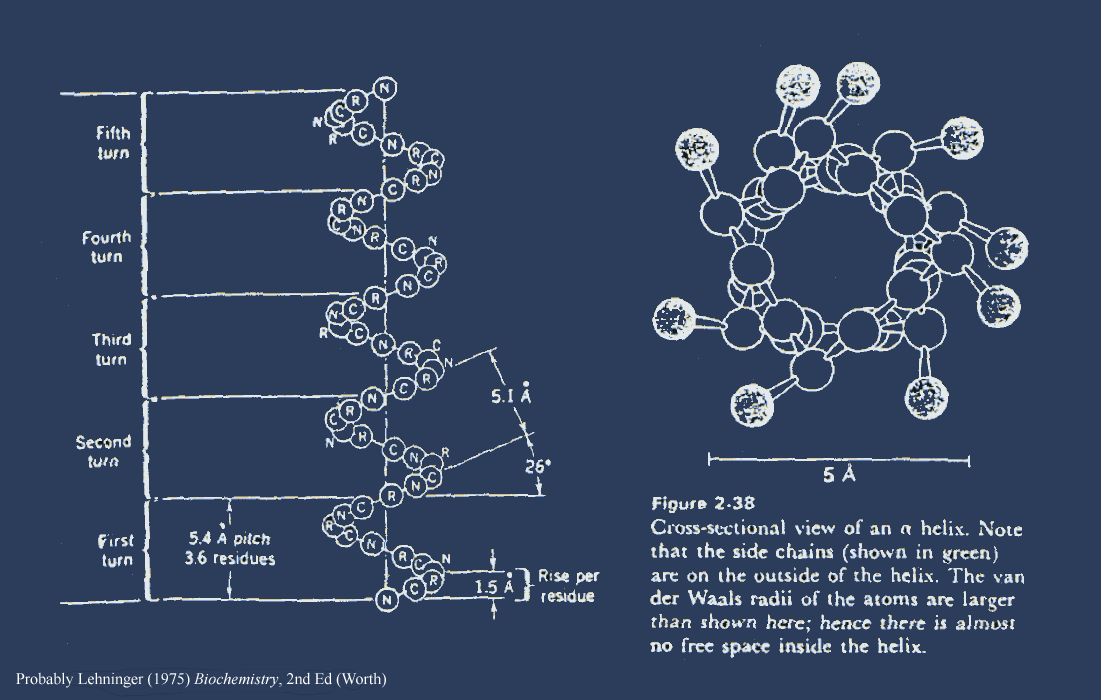 Fifth
turn
Fourth
turn
Third
turn
Second
turn
First
turn
5.4 Å pitch
3.6 residues
5.1 Å
26°
1.5 Å
Rise per
residue
5 Å
Figure 2-38
Cross-sectional view of an α helix. Note
that the side chains (shown in green)
are on the outside of the helix. The van
der Waals radii of the atoms are larger
than shown here; hence there is almost
no free space inside the helix.
Probably Lehninger (1975) Biochemistry, 2nd Ed (Worth)